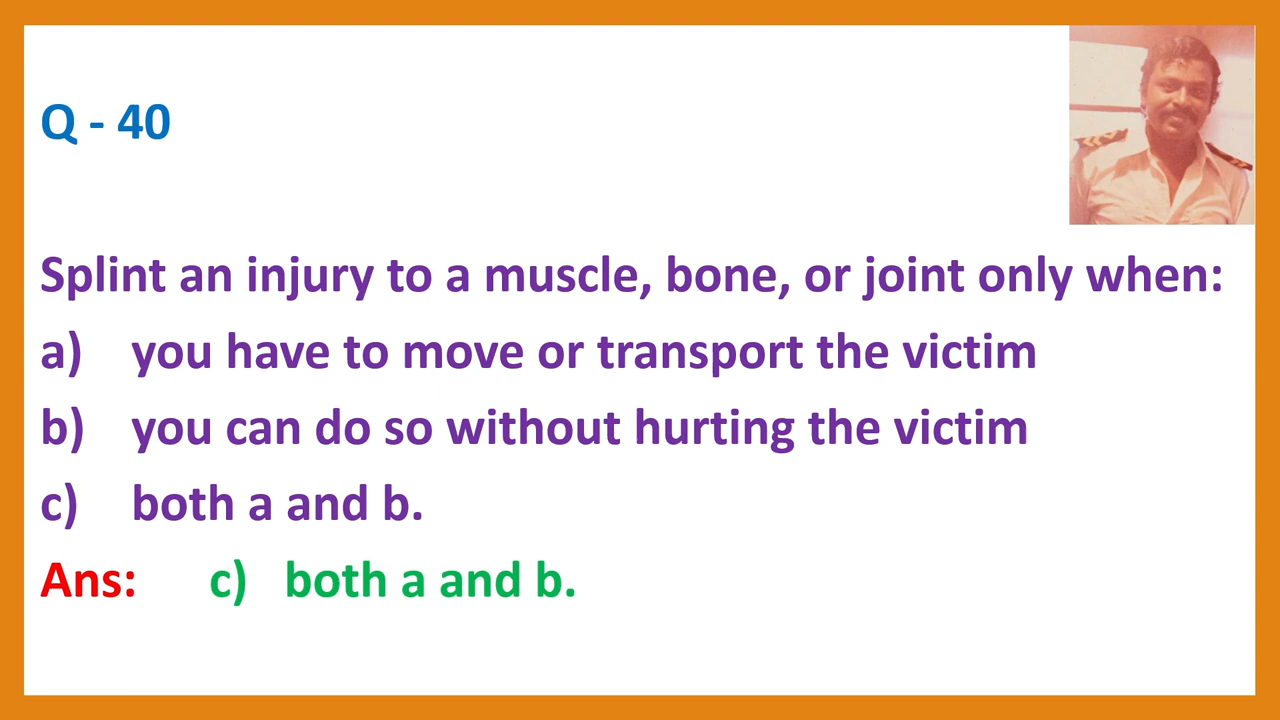 Q - 40
Splint an injury to a muscle, bone, or joint only when:
a) you have to move or transport the victim
b) you can do so without hurting the victim
c) both a and b.
Ans: c) both a and b.